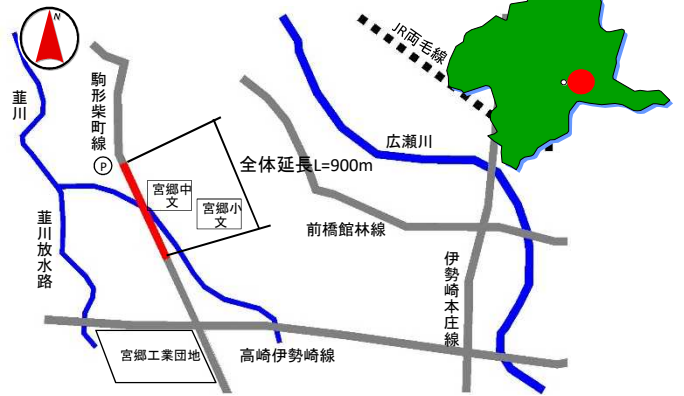 N
JR両毛線
駒形柴町線
韮川
P
広瀬川
全体延長L=900m
宮郷中
文
宮郷小
文
前橋館林線
韮川放水路
伊勢崎本庄線
宮郷工業団地
高崎伊勢崎線